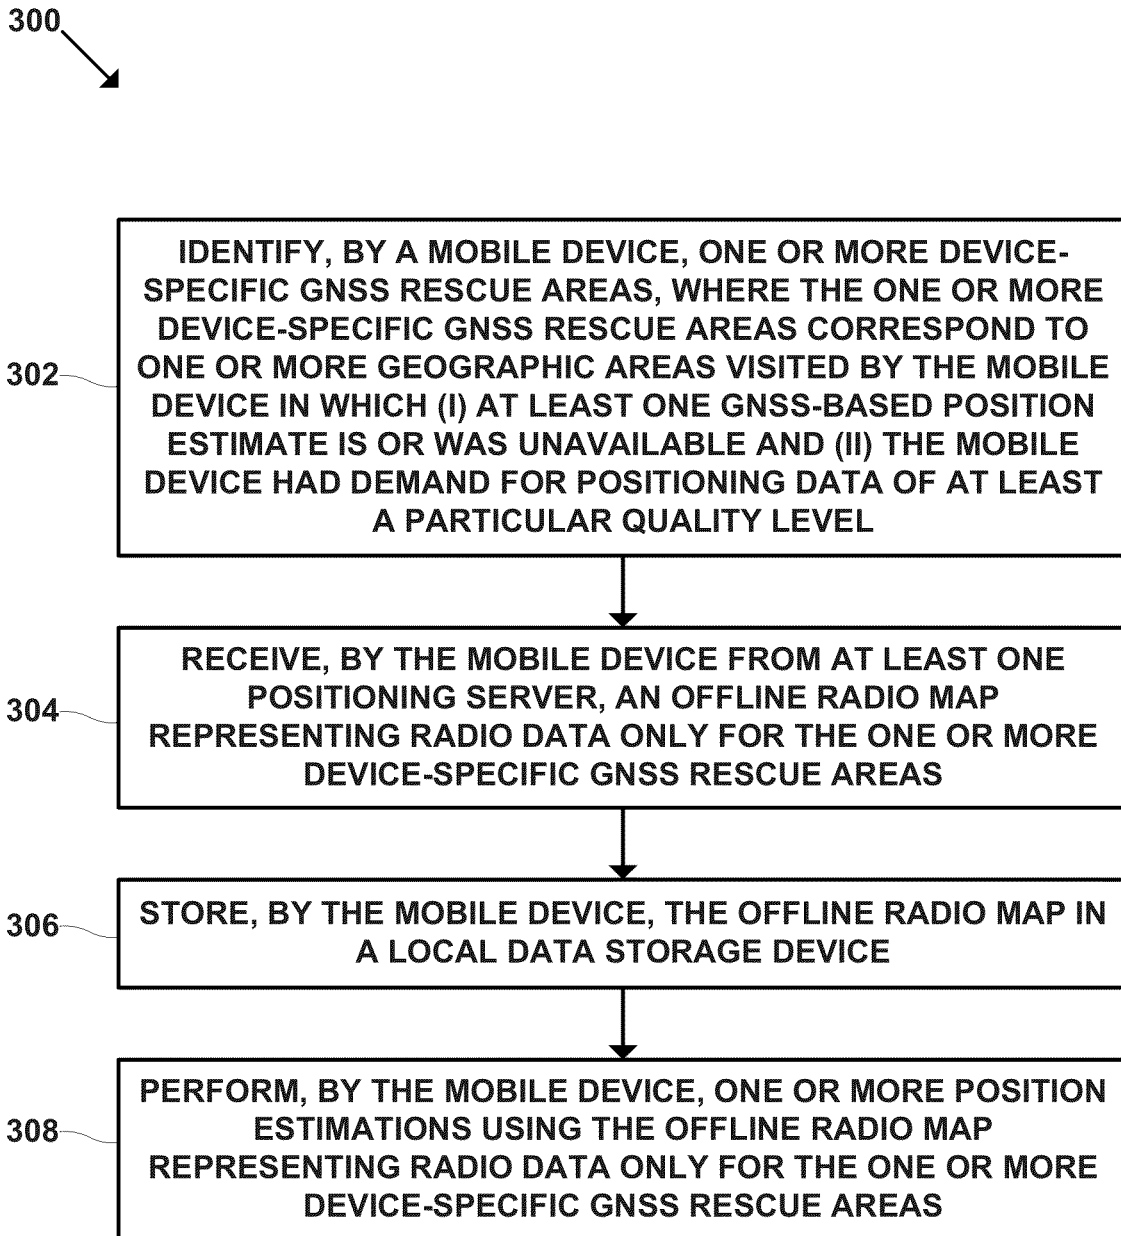 300
302
IDENTIFY, BY A MOBILE DEVICE, ONE OR MORE DEVICE-
SPECIFIC GNSS RESCUE AREAS, WHERE THE ONE OR MORE
DEVICE-SPECIFIC GNSS RESCUE AREAS CORRESPOND TO
ONE OR MORE GEOGRAPHIC AREAS VISITED BY THE MOBILE
DEVICE IN WHICH (I) AT LEAST ONE GNSS-BASED POSITION
ESTIMATE IS OR WAS UNAVAILABLE AND (II) THE MOBILE
DEVICE HAD DEMAND FOR POSITIONING DATA OF AT LEAST
A PARTICULAR QUALITY LEVEL
304
RECEIVE, BY THE MOBILE DEVICE FROM AT LEAST ONE
POSITIONING SERVER, AN OFFLINE RADIO MAP
REPRESENTING RADIO DATA ONLY FOR THE ONE OR MORE
DEVICE-SPECIFIC GNSS RESCUE AREAS
306
STORE, BY THE MOBILE DEVICE, THE OFFLINE RADIO MAP IN
A LOCAL DATA STORAGE DEVICE
308
PERFORM, BY THE MOBILE DEVICE, ONE OR MORE POSITION
ESTIMATIONS USING THE OFFLINE RADIO MAP
REPRESENTING RADIO DATA ONLY FOR THE ONE OR MORE
DEVICE-SPECIFIC GNSS RESCUE AREAS